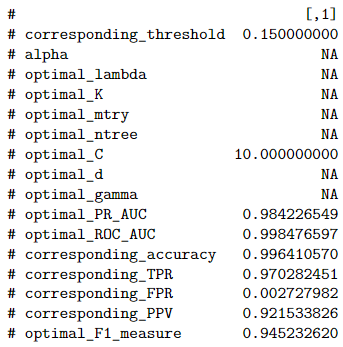 # [,1]
# corresponding_threshold 0.150000000
# alpha NA
# optimal_lambda NA
# optimal_K NA
# optimal_mtry NA
# optimal_ntree NA
# optimal_C 10.000000000
# optimal_d NA
# optimal_gamma NA
# optimal_PR_AUC 0.984226549
# optimal_ROC_AUC 0.998476597
# corresponding_accuracy 0.996410570
# corresponding_TPR 0.970282451
# corresponding_FPR 0.002727982
# corresponding_PPV 0.921533826
# optimal_F1_measure 0.945232620